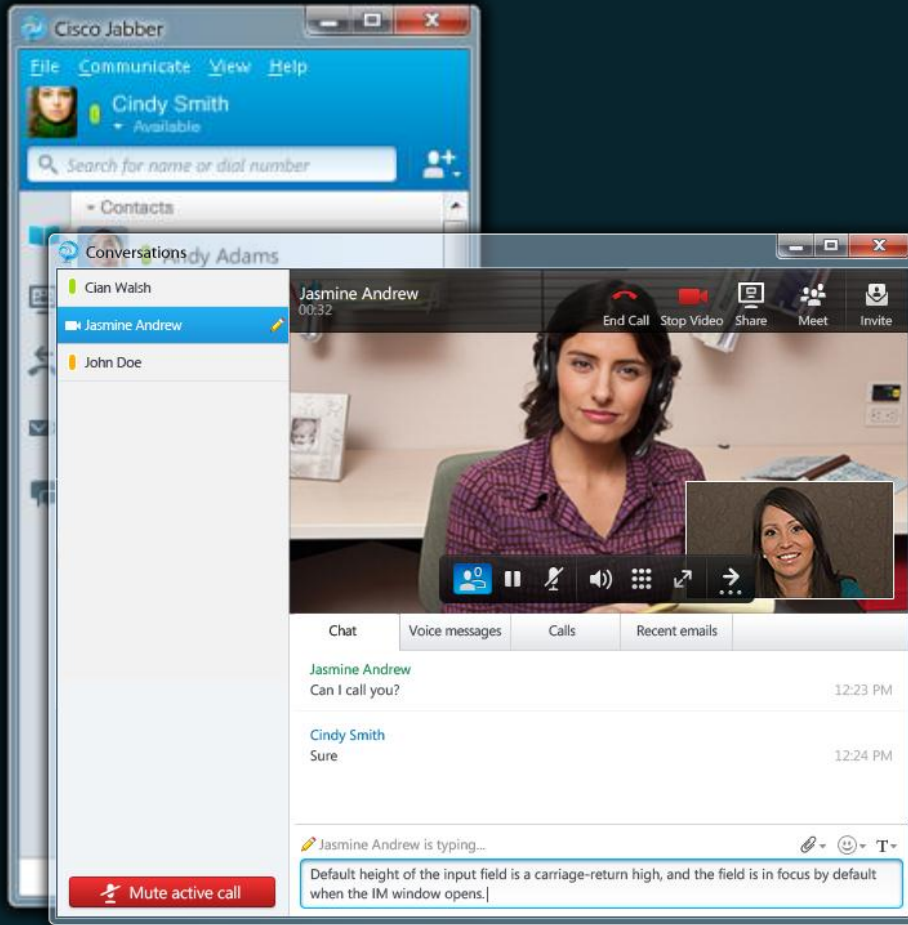 Cisco Jabber
File Communicate View Help
Cindy Smith
Available
Search for name or dial number
Contacts
Andy Adams
Conversations
Cian Walsh
Jasmine Andrew
John Doe
Mute active call
Jasmine Andrew
00:32
End Call Stop Video Share Meet Invite
Chat Voice messages Calls Recent emails
Jasmine Andrew
Can I call you? 12:23 PM
Cindy Smith
Sure 12:24 PM
Jasmine Andrew is typing...
T
Default height of the input field is a carriage-return high, and the field is in focus by default
when the IM window opens.